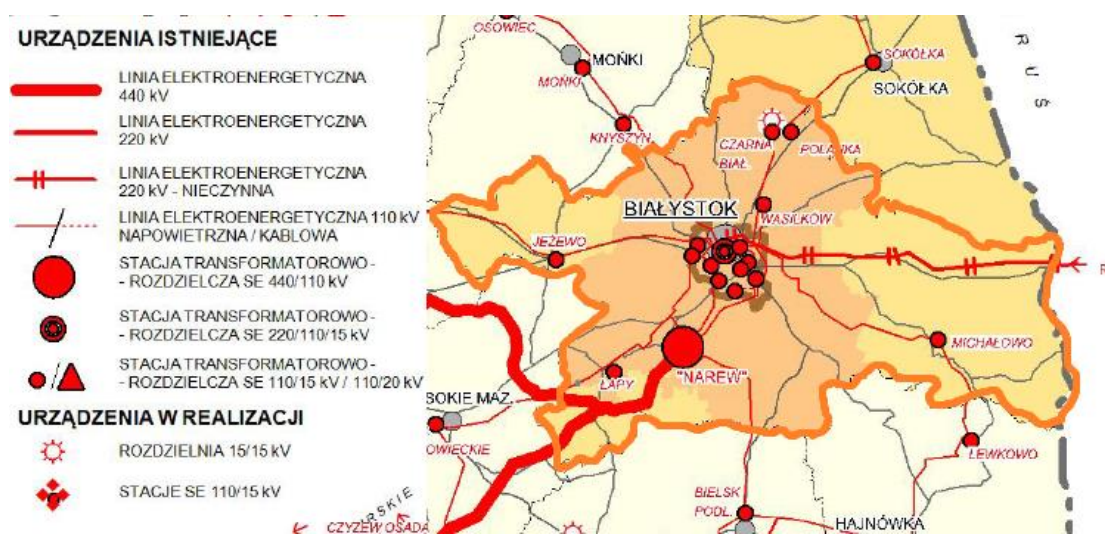 URZĄDZENIA ISTNIEJĄCE
LINIA ELEKTROENERGETYCZNA
440 kV
LINIA ELEKTROENERGETYCZNA
220 kV
LINIA ELEKTROENERGETYCZNA
220 kV - NIECZYNNA
LINIA ELEKTROENERGETYCZNA 110 kV
NAPOWIETRZNA / KABLOWA
STACJA TRANSFORMATOROWO -
- ROZDZIELCZA SE 440/110 kV
STACJA TRANSFORMATOROWO -
- ROZDZIELCZA SE 220/110/15 kV
STACJA TRANSFORMATOROWO -
- ROZDZIELCZA SE 110/15 kV / 110/20 kV
URZĄDZENIA W REALIZACJI
ROZDZIELNIA 15/15 kV
STACJE SE 110/15 kV
OSOWIEC
MOŃKI
MOŃKI
SOKÓŁKA
SOKÓŁKA
RUŚ
KNYSZYN
CZARNA
BIAŁ.
BIAŁYSTOK
WASILKÓW
JEŻEWO
R
MICHAŁOWO
"NAREW"
ŁAPY
SOKIE MAZ.
OWIECKIE
LEWKOWO
BIELSK
PODL.
HAJNÓWKA
ARSKIE
CZYŻEW OSADA